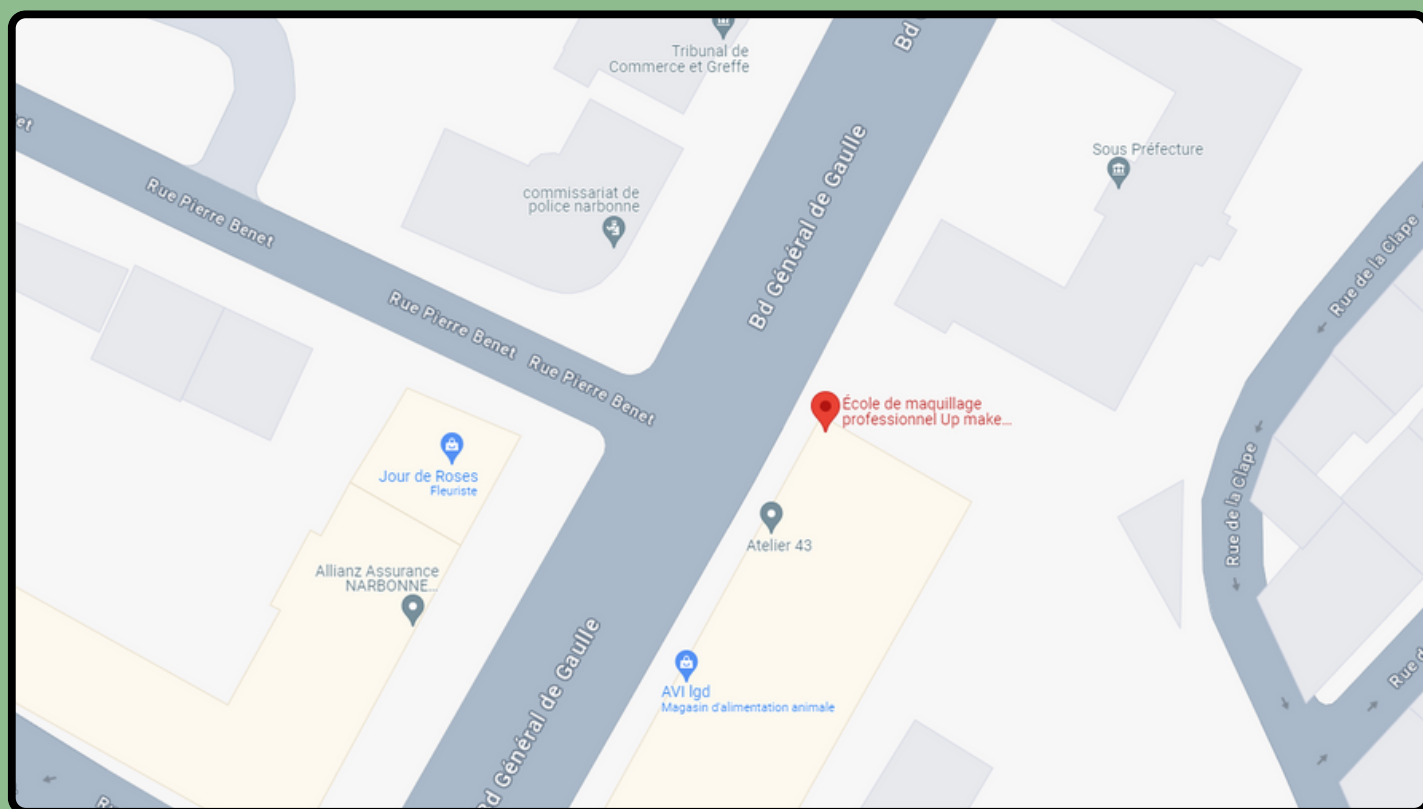 Bd
Tribunal de
Commerce et Greffe
Sous Préfecture
commissariat de
police narbonne
Bd Général de Gaulle
Rue Pierre Benet
Rue Pierre Benet
Rue Pierre Benet
Rue de la Clape
École de maquillage
professionnel Up make...
Jour de Roses
Fleuriste
Rue de la Clape
Atelier 43
Allianz Assurance
NARBONNE...
Bd Général de Gaulle
AVI lgd
Magasin d'alimentation animale